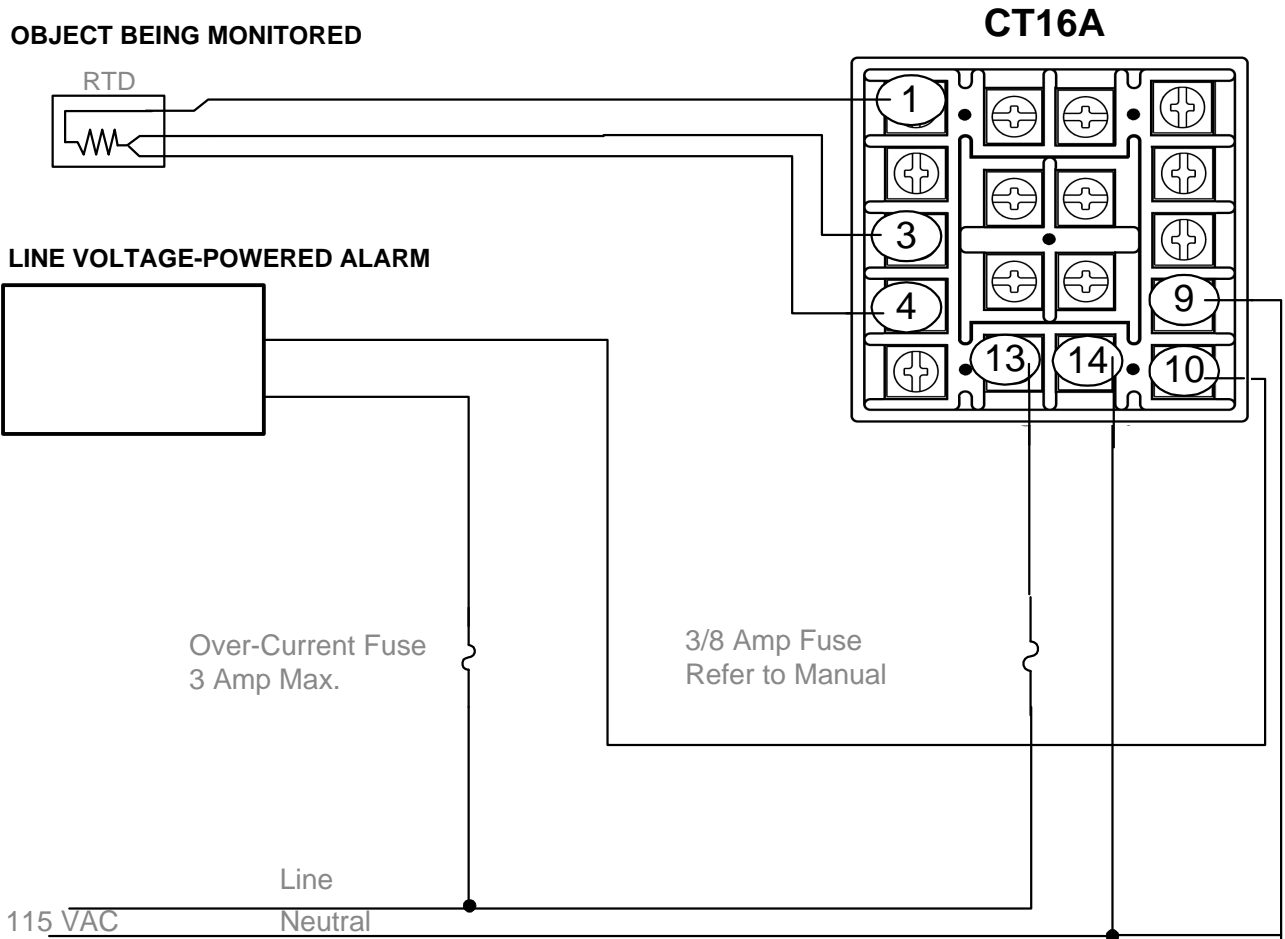 CT16A
OBJECT BEING MONITORED
RTD
1
3
LINE VOLTAGE-POWERED ALARM
4
9
13
14
10
Over-Current Fuse
3 Amp Max.
3/8 Amp Fuse
Refer to Manual
Line
115 VAC
Neutral